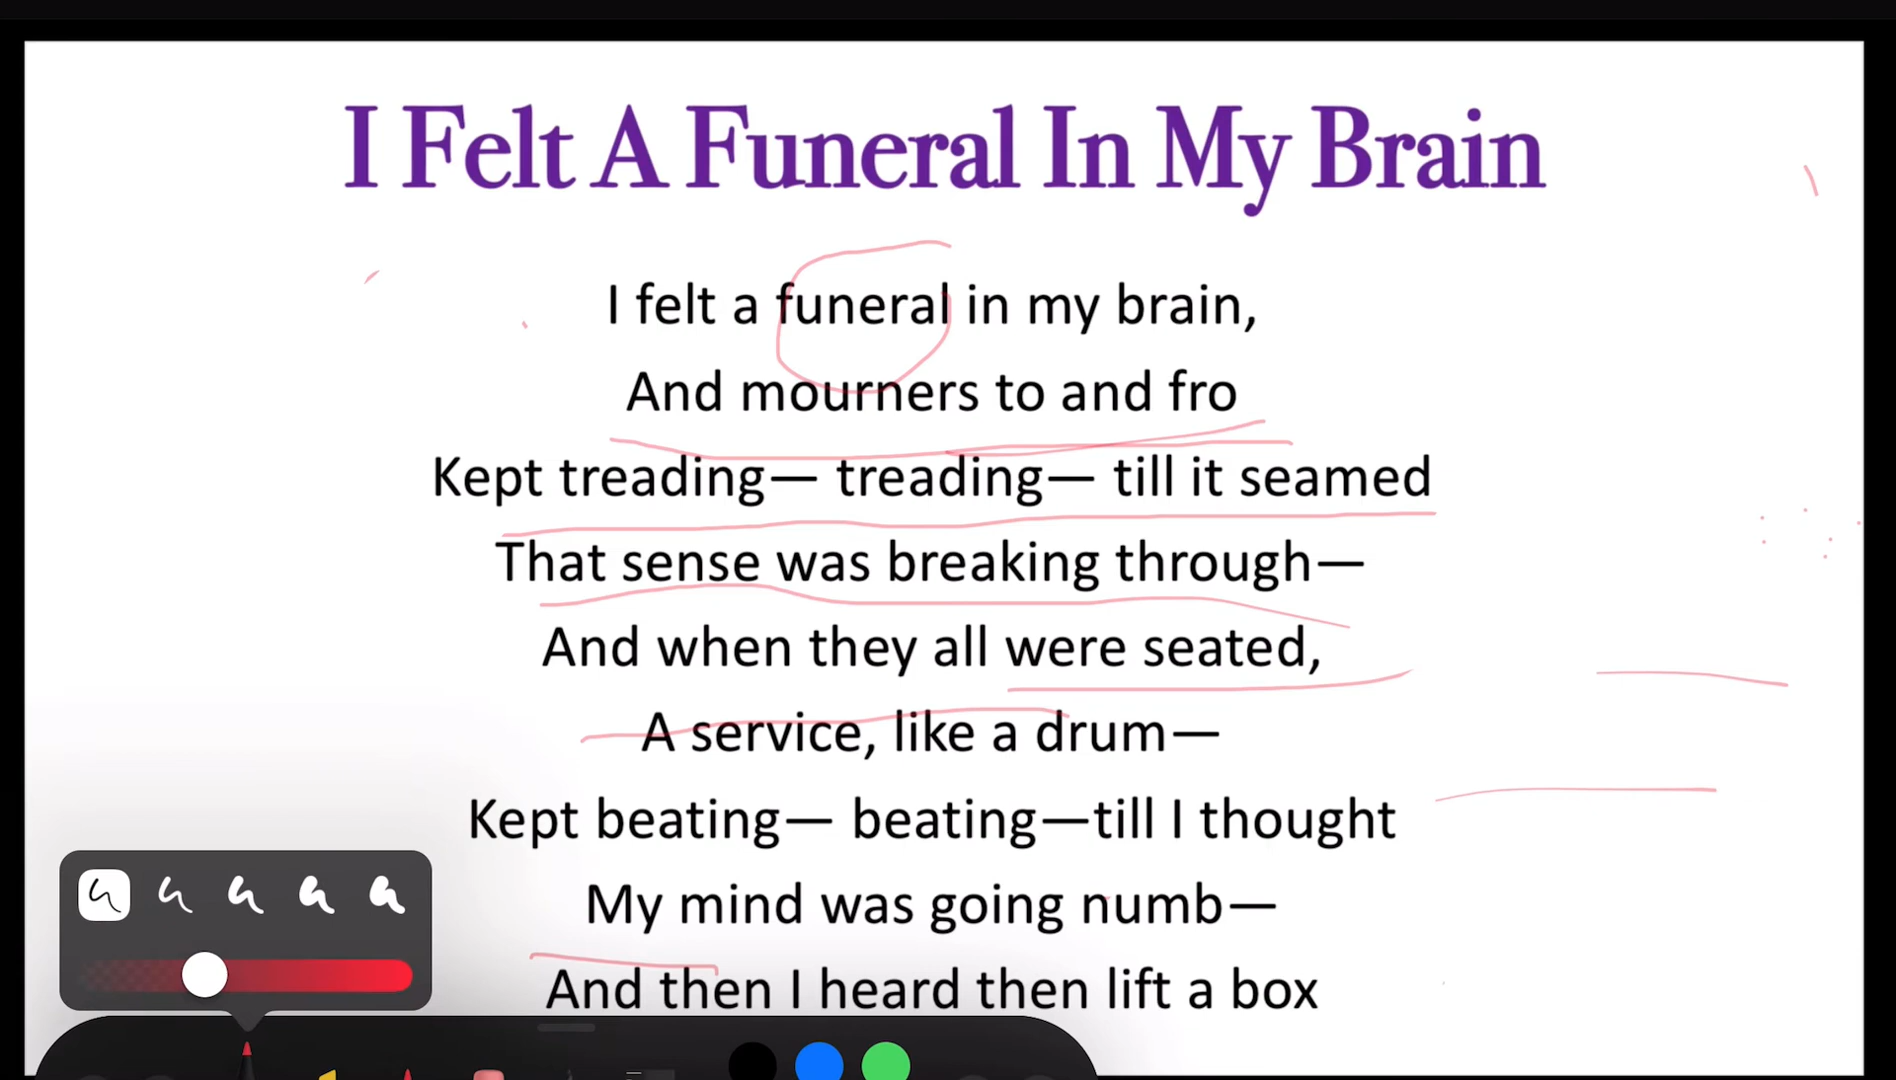 I Felt A Funeral In My Brain
I felt a funeral in my brain,
And mourners to and fro
Kept treading— treading— till it seamed
That sense was breaking through—
And when they all were seated,
A service, like a drum—
Kept beating— beating—till I thought
My mind was going numb—
And then I heard then lift a box